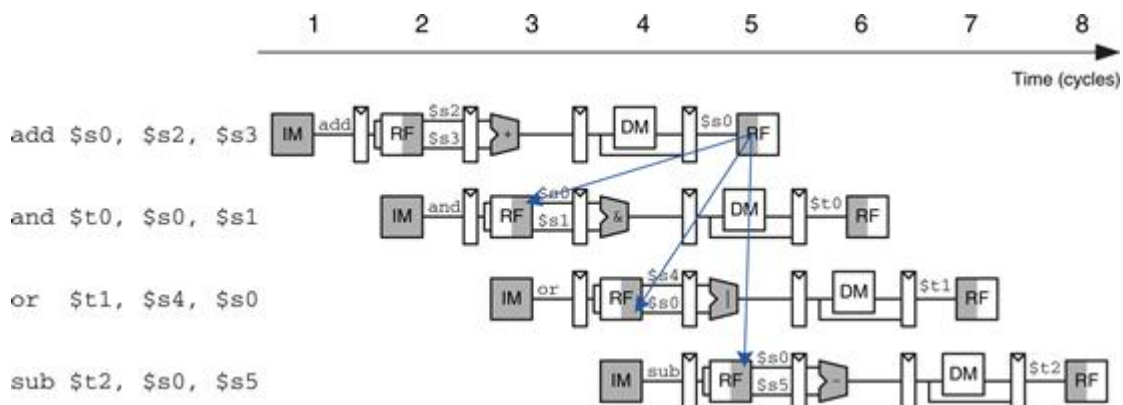 1 2 3 4 5 6 7 8
Time (cycles)
add $s0, $s2, $s3 IM add RF $s2 $s3 + DM $s0 RF
and $t0, $s0, $s1 IM and RF $s0 $s1 & DM $t0 RF
or $t1, $s4, $s0 IM or RF $s4 $s0 | DM $t1 RF
sub $t2, $s0, $s5 IM sub RF $s0 $s5 - DM $t2 RF